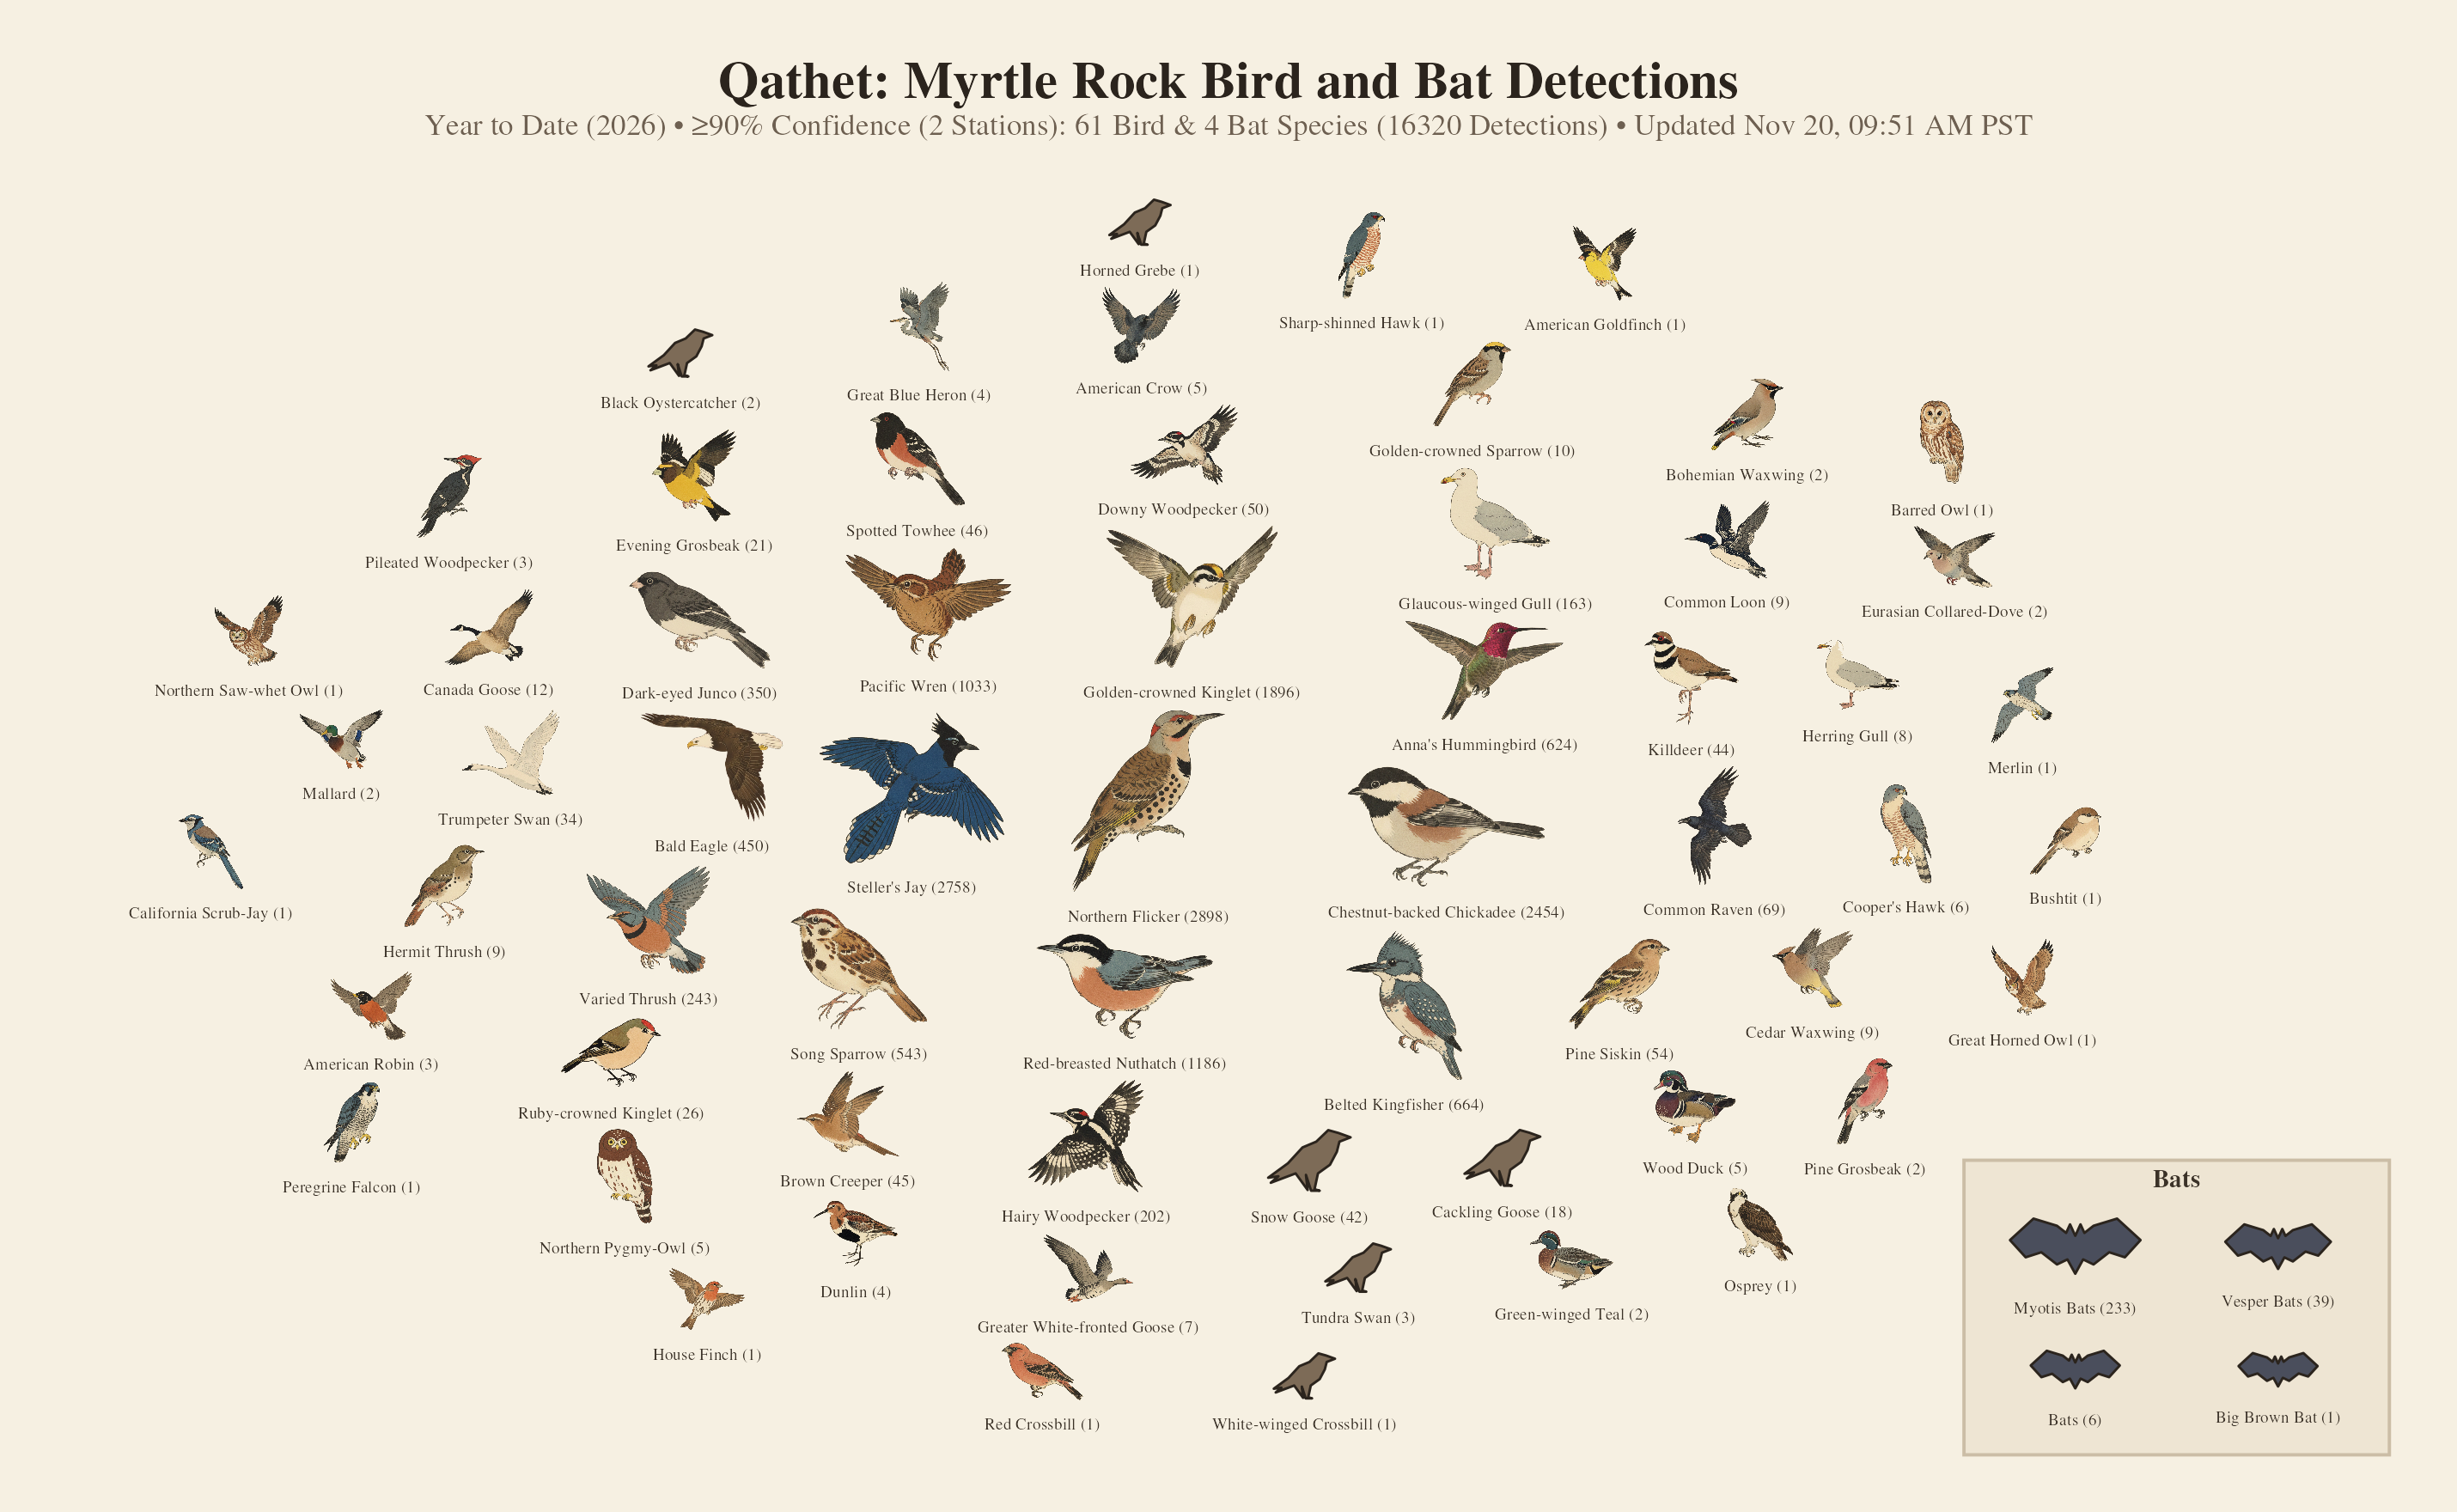 Qathet: Myrtle Rock Bird and Bat Detections
Year to Date (2026) • ≥90% Confidence (2 Stations): 61 Bird & 4 Bat Species (16320 Detections) • Updated Nov 20, 09:51 AM PST
Horned Grebe (1)
Sharp-shinned Hawk (1)
American Goldfinch (1)
Black Oystercatcher (2)
Great Blue Heron (4)
American Crow (5)
Golden-crowned Sparrow (10)
Bohemian Waxwing (2)
Barred Owl (1)
Pileated Woodpecker (3)
Evening Grosbeak (21)
Spotted Towhee (46)
Downy Woodpecker (50)
Glaucous-winged Gull (163)
Common Loon (9)
Eurasian Collared-Dove (2)
Northern Saw-whet Owl (1)
Canada Goose (12)
Dark-eyed Junco (350)
Pacific Wren (1033)
Golden-crowned Kinglet (1896)
Anna's Hummingbird (624)
Killdeer (44)
Herring Gull (8)
Merlin (1)
Mallard (2)
Trumpeter Swan (34)
Bald Eagle (450)
Steller's Jay (2758)
Northern Flicker (2898)
Chestnut-backed Chickadee (2454)
Common Raven (69)
Cooper's Hawk (6)
Bushtit (1)
California Scrub-Jay (1)
Hermit Thrush (9)
Varied Thrush (243)
Song Sparrow (543)
Red-breasted Nuthatch (1186)
Belted Kingfisher (664)
Pine Siskin (54)
Cedar Waxwing (9)
Great Horned Owl (1)
American Robin (3)
Ruby-crowned Kinglet (26)
Brown Creeper (45)
Hairy Woodpecker (202)
Snow Goose (42)
Cackling Goose (18)
Wood Duck (5)
Pine Grosbeak (2)
Peregrine Falcon (1)
Northern Pygmy-Owl (5)
Dunlin (4)
Greater White-fronted Goose (7)
Tundra Swan (3)
Green-winged Teal (2)
Osprey (1)
House Finch (1)
Red Crossbill (1)
White-winged Crossbill (1)
Bats
Myotis Bats (233)
Vesper Bats (39)
Bats (6)
Big Brown Bat (1)